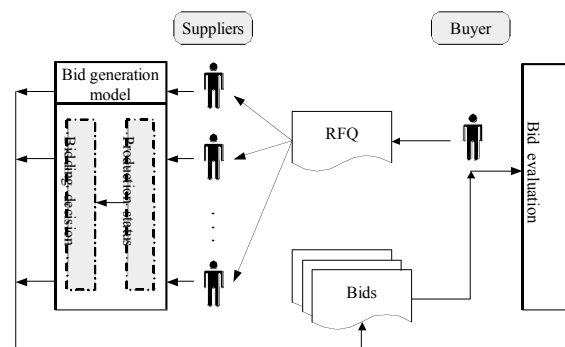 Suppliers
Buyer
Bid generation
model
RFQ
Bidding decision
Production status
Bid evaluation
Bids